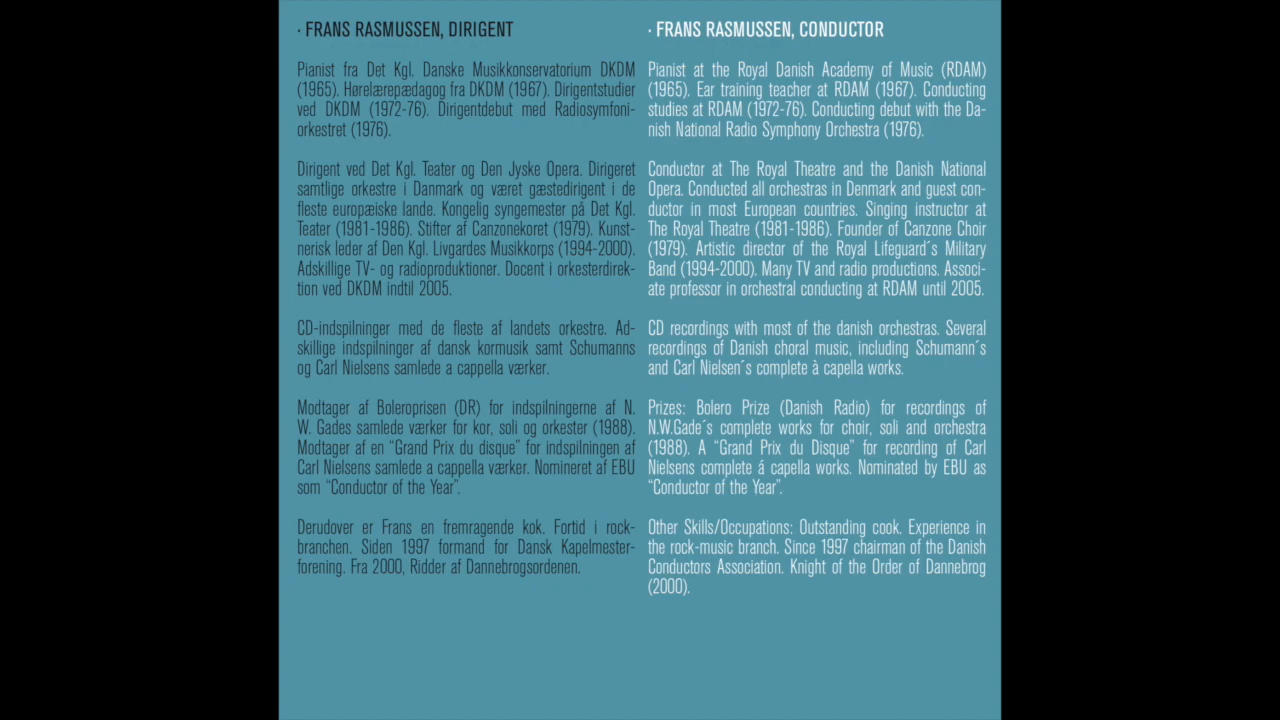 · FRANS RASMUSSEN, DIRIGENT
Pianist fra Det Kgl. Danske Musikkonservatorium DKDM
(1965). Hørelærepædagog fra DKDM (1967). Dirigentstudier
ved DKDM (1972-76). Dirigentdebut med Radiosymfoni-
orkestret (1976).
Dirigent ved Det Kgl. Teater og Den Jyske Opera. Dirigeret
samtlige orkestre i Danmark og været gæstedirigent i de
fleste europæiske lande. Kongelig syngemester på Det Kgl.
Teater (1981-1986). Stifter af Canzonekoret (1979). Kunst-
nerisk leder af Den Kgl. Livgardes Musikkorps (1994-2000).
Adskillige TV- og radioproduktioner. Docent i orkesterdirek-
tion ved DKDM indtil 2005.
CD-indspilninger med de fleste af landets orkestre. Ad-
skillige indspilninger af dansk kormusik samt Schumanns
og Carl Nielsens samlede a cappella værker.
Modtager af Boleroprisen (DR) for indspilningerne af N.
W. Gades samlede værker for kor, soli og orkester (1988).
Modtager af en “Grand Prix du disque” for indspilningen af
Carl Nielsens samlede a cappella værker. Nomineret af EBU
som “Conductor of the Year”.
Derudover er Frans en fremragende kok. Fortid i rock-
branchen. Siden 1997 formand for Dansk Kapelmester-
forening. Fra 2000, Ridder af Dannebrogsordenen.
· FRANS RASMUSSEN, CONDUCTOR
Pianist at the Royal Danish Academy of Music (RDAM)
(1965). Ear training teacher at RDAM (1967). Conducting
studies at RDAM (1972-76). Conducting debut with the Da-
nish National Radio Symphony Orchestra (1976).
Conductor at The Royal Theatre and the Danish National
Opera. Conducted all orchestras in Denmark and guest con-
ductor in most European countries. Singing instructor at
The Royal Theatre (1981-1986). Founder of Canzone Choir
(1979). Artistic director of the Royal Lifeguard´s Military
Band (1994-2000). Many TV and radio productions. Associ-
ate professor in orchestral conducting at RDAM until 2005.
CD recordings with most of the danish orchestras. Several
recordings of Danish choral music, including Schumann´s
and Carl Nielsen´s complete à capella works.
Prizes: Bolero Prize (Danish Radio) for recordings of
N.W.Gade´s complete works for choir, soli and orchestra
(1988). A “Grand Prix du Disque” for recording of Carl
Nielsens complete á capella works. Nominated by EBU as
“Conductor of the Year”.
Other Skills/Occupations: Outstanding cook. Experience in
the rock-music branch. Since 1997 chairman of the Danish
Conductors Association. Knight of the Order of Dannebrog
(2000).